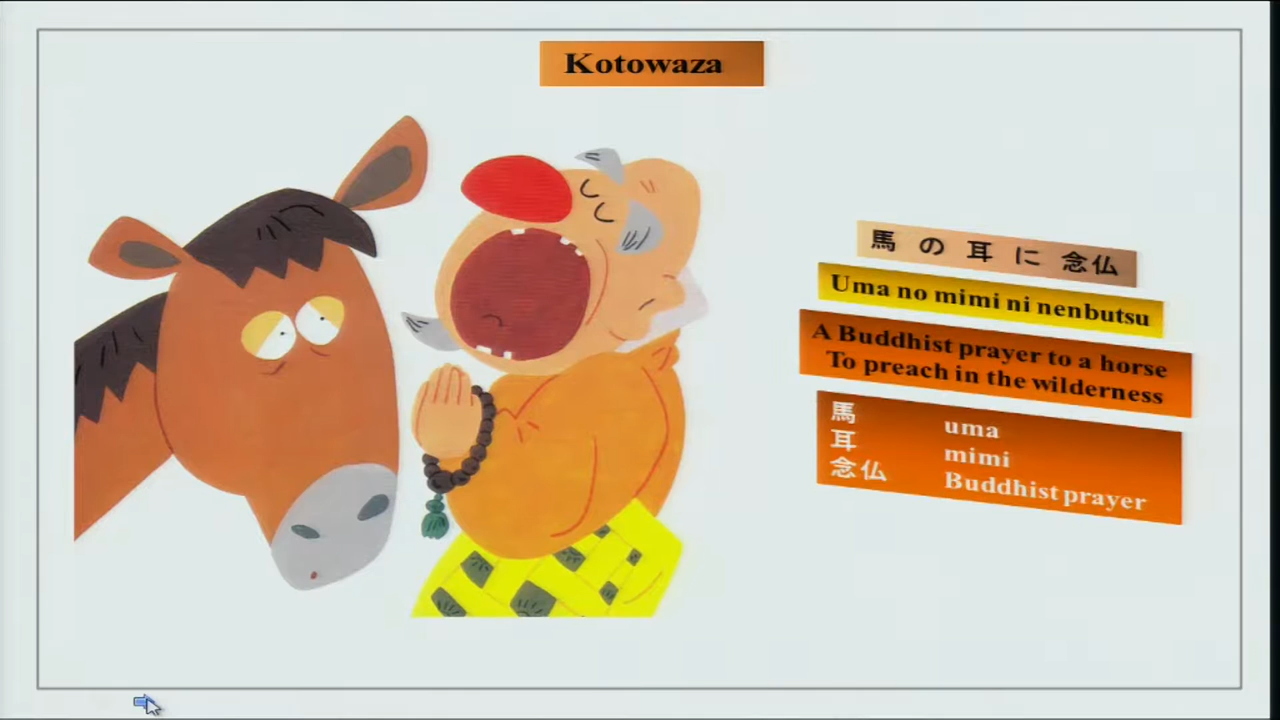 Kotowaza
馬 の 耳 に 念仏
Uma no mimi ni nenbutsu
A Buddhist prayer to a horse
To preach in the wilderness
馬 uma
耳 mimi
念仏 Buddhist prayer